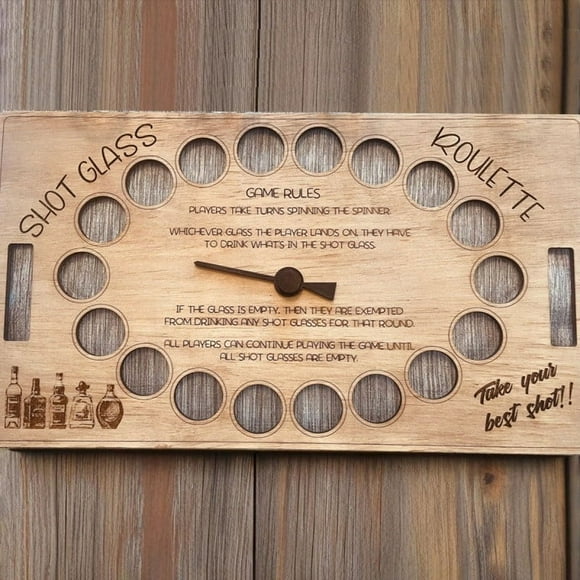 SHOT GLASS
ROULETTE
GAME RULES
PLAYERS TAKE TURNS SPINNING THE SPINNER.
WHICHEVER GLASS THE PLAYER LANDS ON, THEY HAVE
TO DRINK WHATS IN THE SHOT GLASS.
IF THE GLASS IS EMPTY, THEN THEY ARE EXEMPTED
FROM DRINKING ANY SHOT GLASSES FOR THAT ROUND.
ALL PLAYERS CAN CONTINUE PLAYING THE GAME UNTIL
ALL SHOT GLASSES ARE EMPTY.
Take your
best shot!!